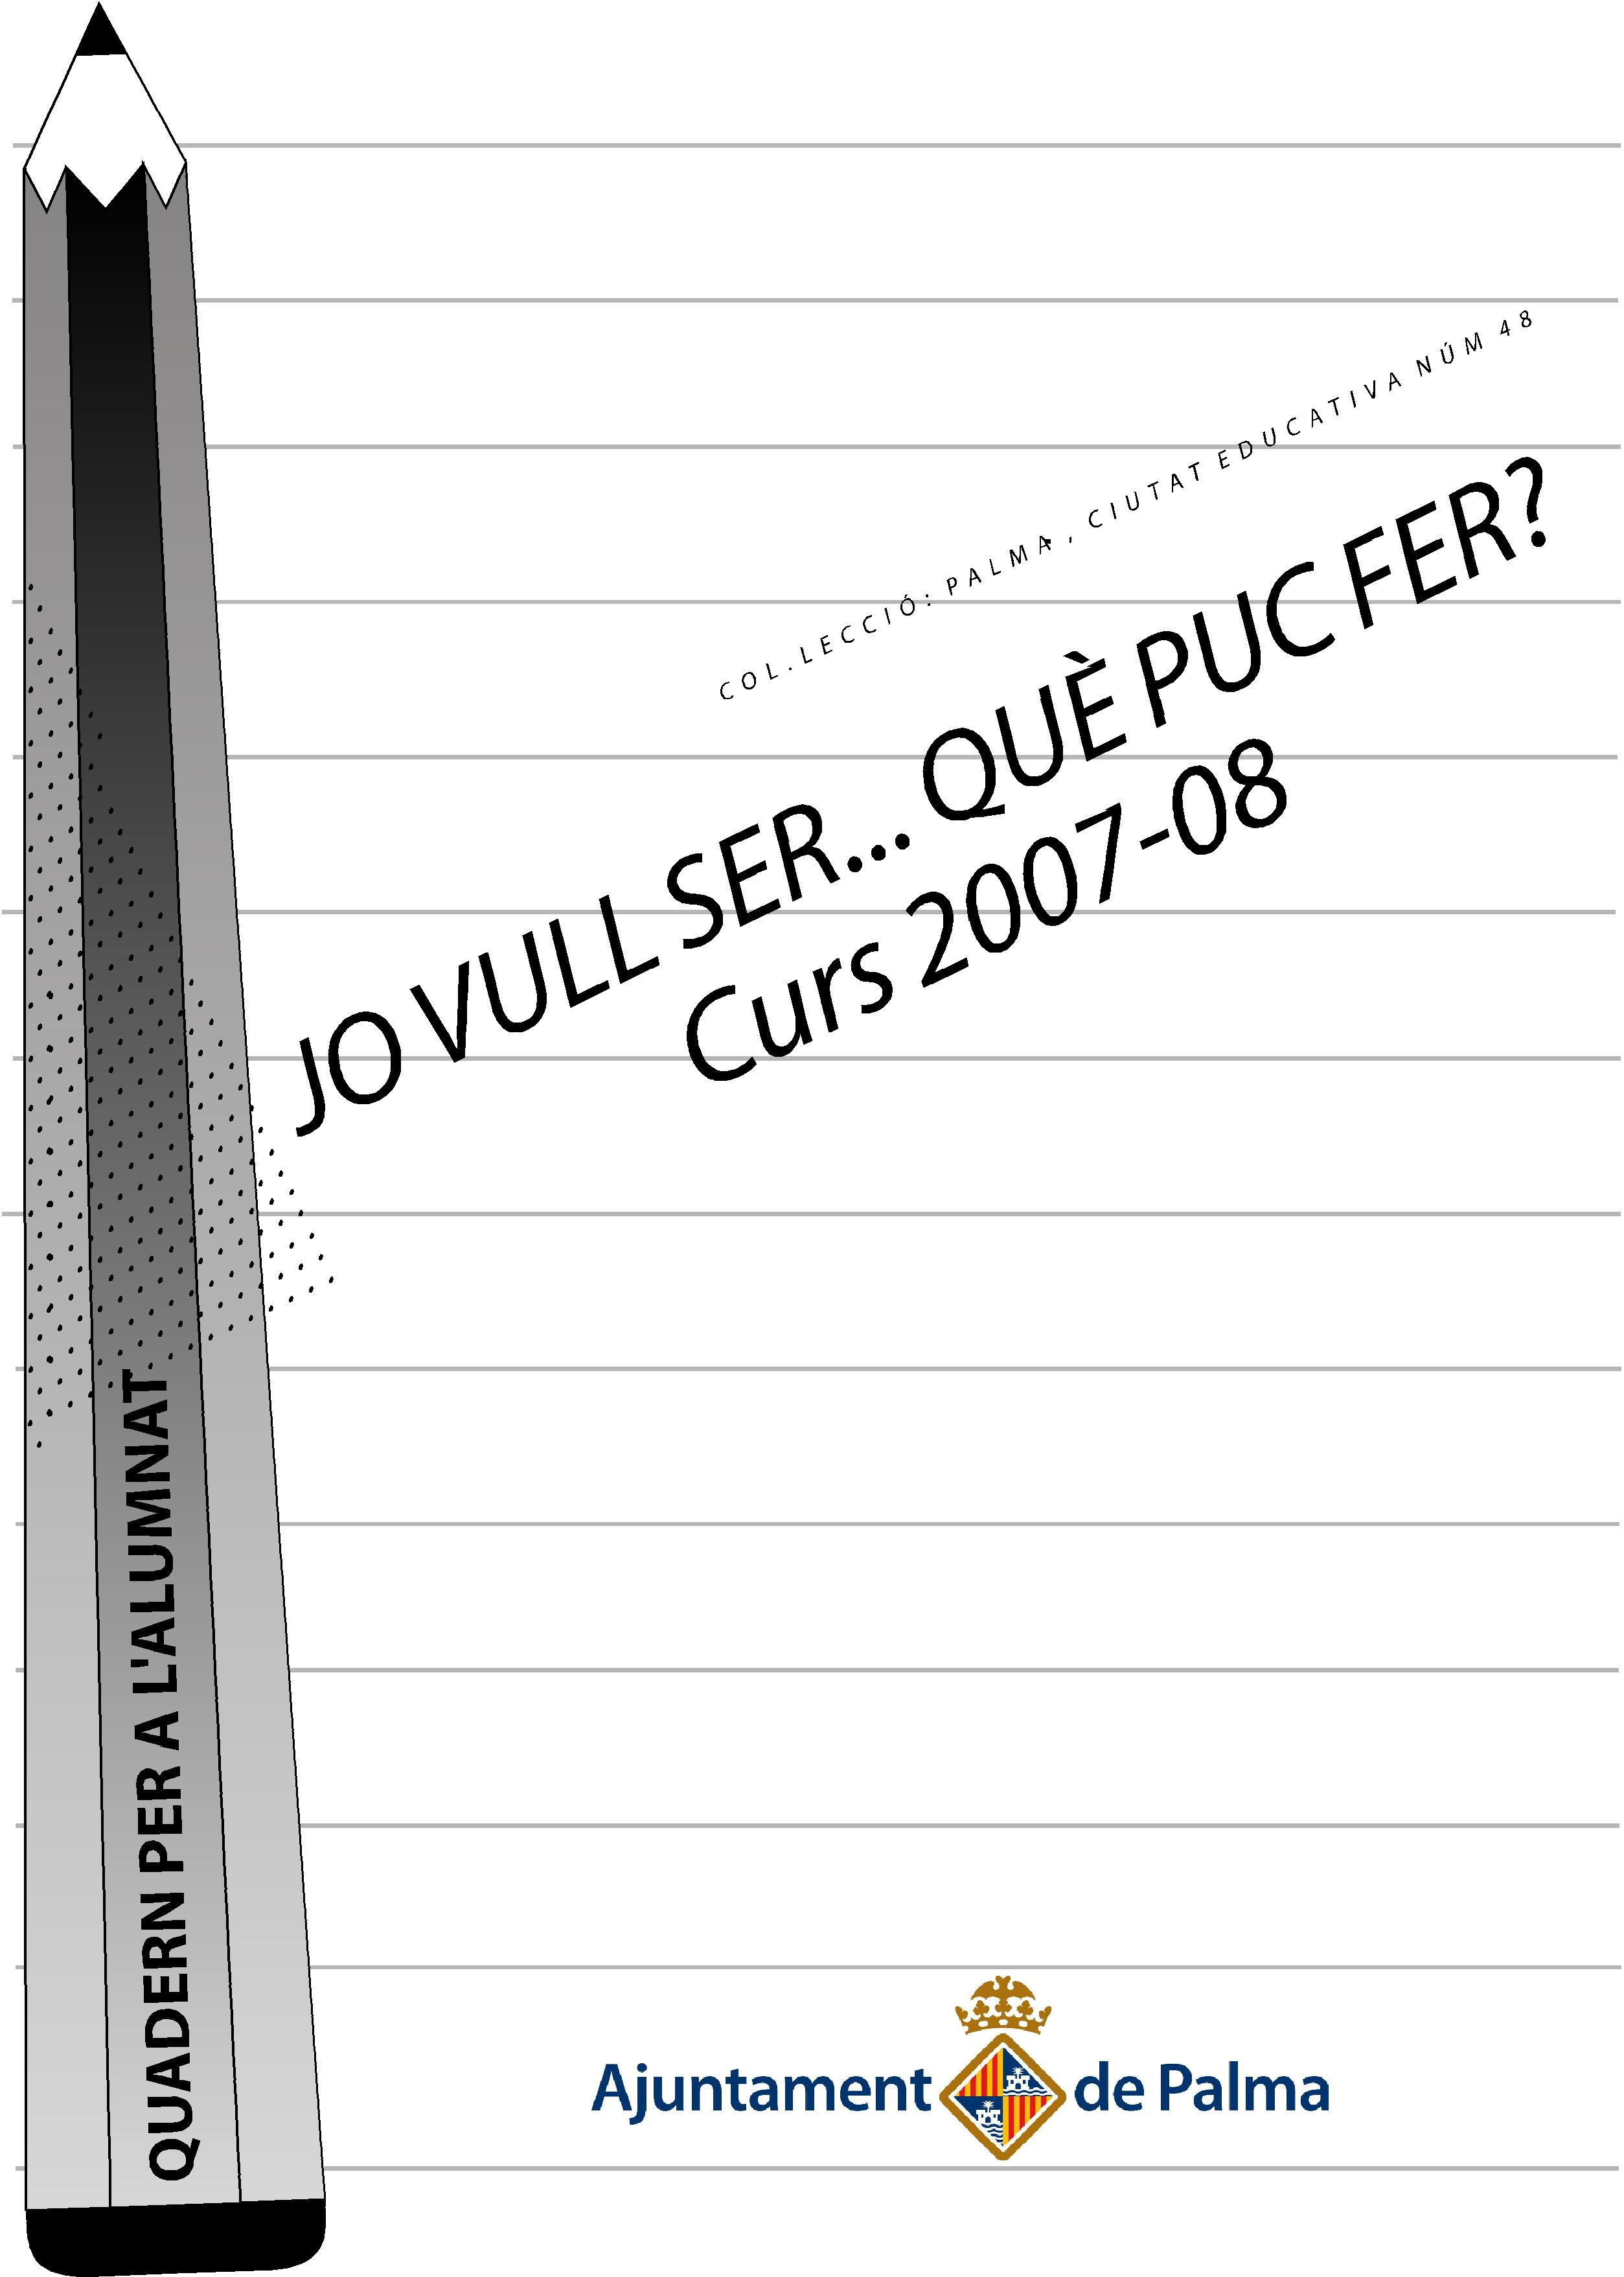 COL.LECCIÓ: PALMA, CIUTAT EDUCATIVA NÚM 48
JO VULL SER... QUÈ PUC FER?
Curs 2007-08
QUADERN PER A L'ALUMNAT
Ajuntament de Palma